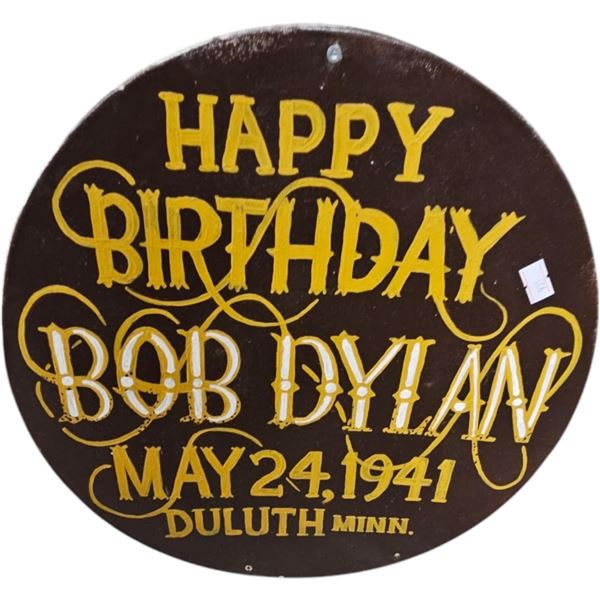 HAPPY
BIRTHDAY
BOB DYLAN
MAY 24, 1941
DULUTH MINN.